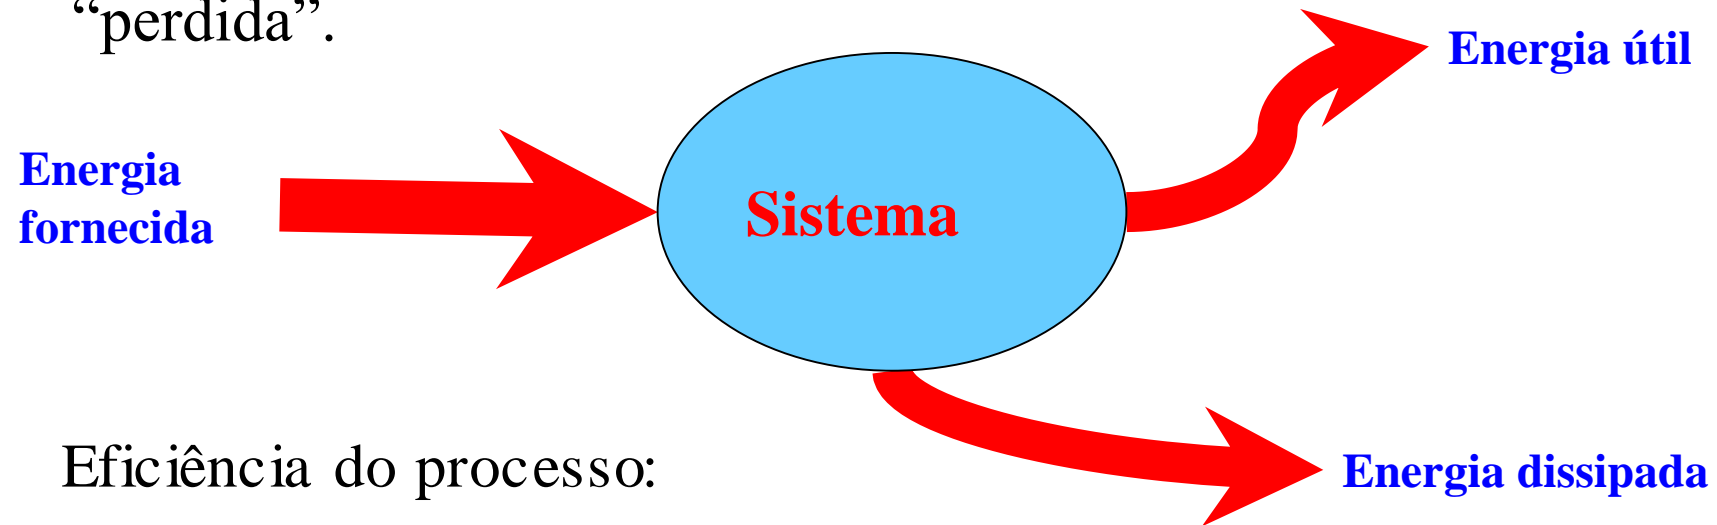 “perdida”.
Energia útil
Energia
fornecida
Sistema
Eficiência do processo:
Energia dissipada